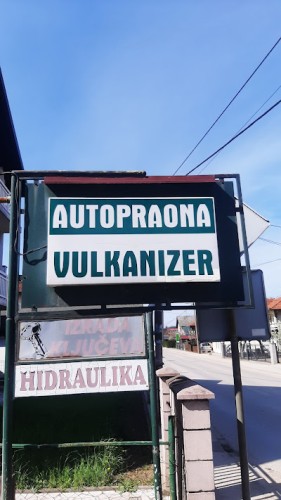 AUTOPRAONA
VULKANIZER
IZRADA
KLJUČEVA
HIDRAULIKA